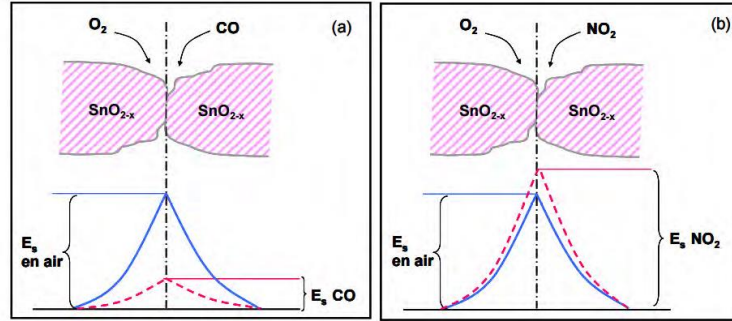 (a)
O₂ CO
SnO₂₋ₓ SnO₂₋ₓ
Eₛ
en air
Eₛ CO
(b)
O₂ NO₂
SnO₂₋ₓ SnO₂₋ₓ
Eₛ
en air
Eₛ NO₂